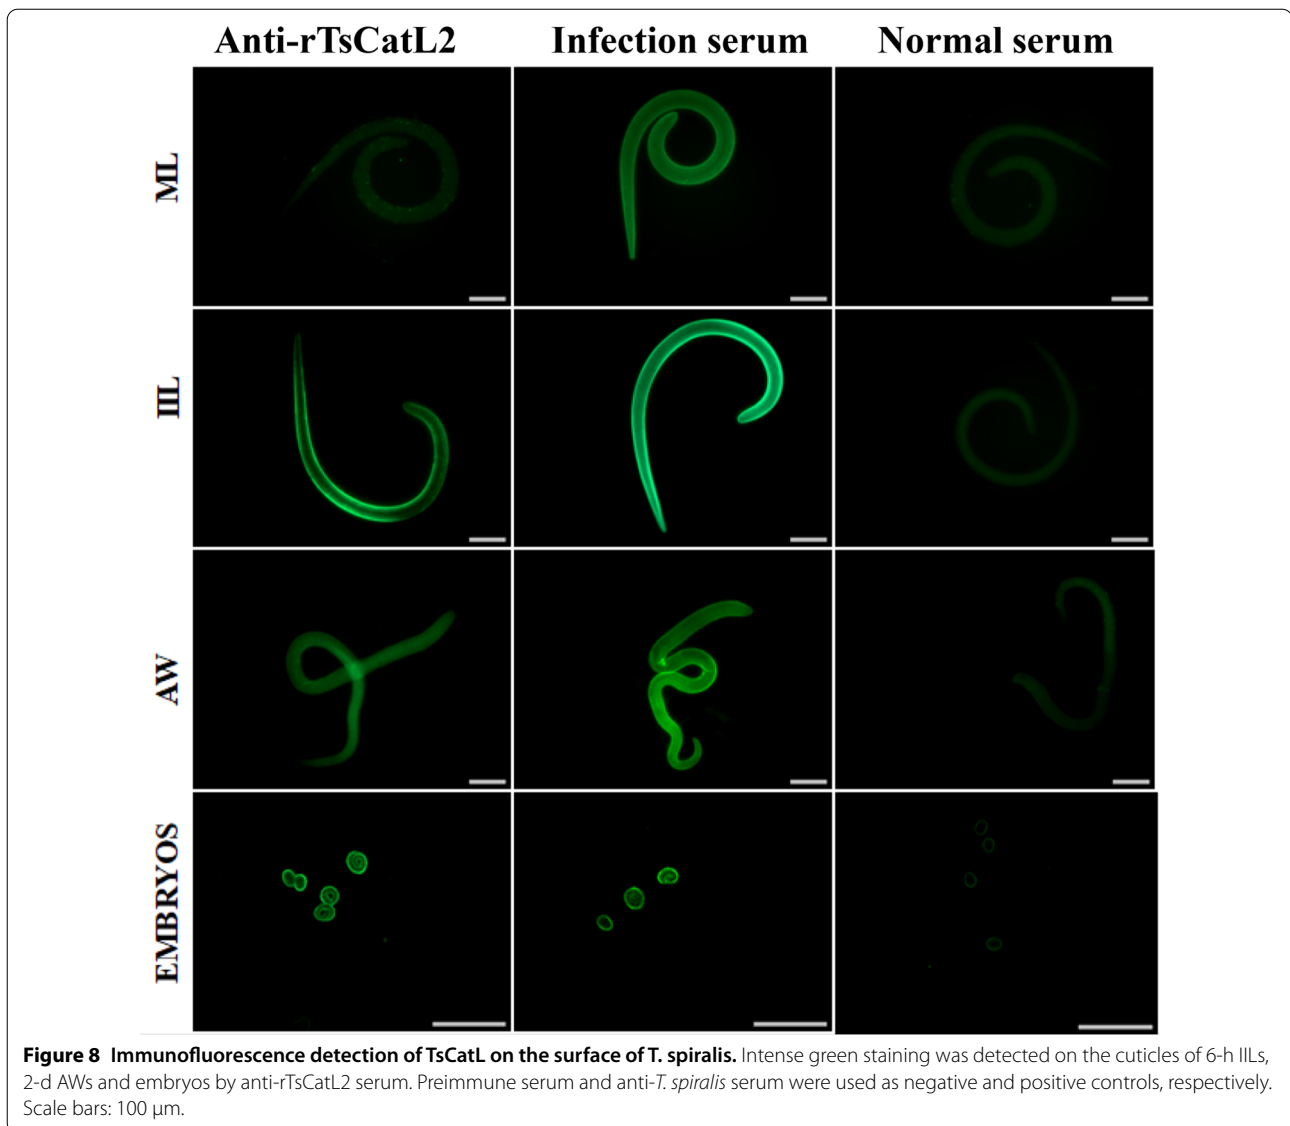 Anti-rTsCatL2 Infection serum Normal serum
ML
IIL
AW
EMBRYOS
Figure 8 Immunofluorescence detection of TsCatL on the surface of T. spiralis. Intense green staining was detected on the cuticles of 6-h IILs,
2-d AWs and embryos by anti-rTsCatL2 serum. Preimmune serum and anti-T. spiralis serum were used as negative and positive controls, respectively.
Scale bars: 100 µm.